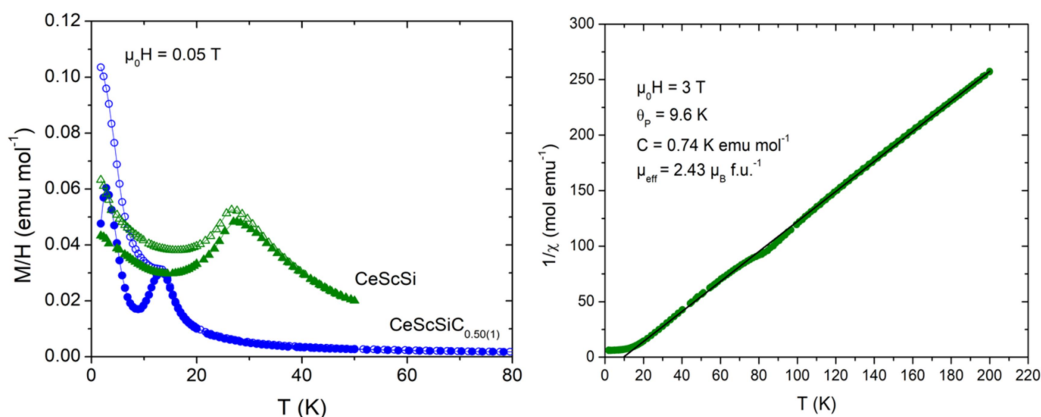 μ₀H = 0.05 T
M/H (emu mol⁻¹)
0.12
0.10
0.08
0.06
0.04
0.02
0.00
CeScSi
CeScSiC₀.₅₀₍₁₎
0 20 40 60 80
T (K)
300
250
200
150
100
50
0
1/χ (mol emu⁻¹)
μ₀H = 3 T
θP = 9.6 K
C = 0.74 K emu mol⁻¹
μeff = 2.43 μB f.u.⁻¹
0 20 40 60 80 100 120 140 160 180 200 220
T (K)